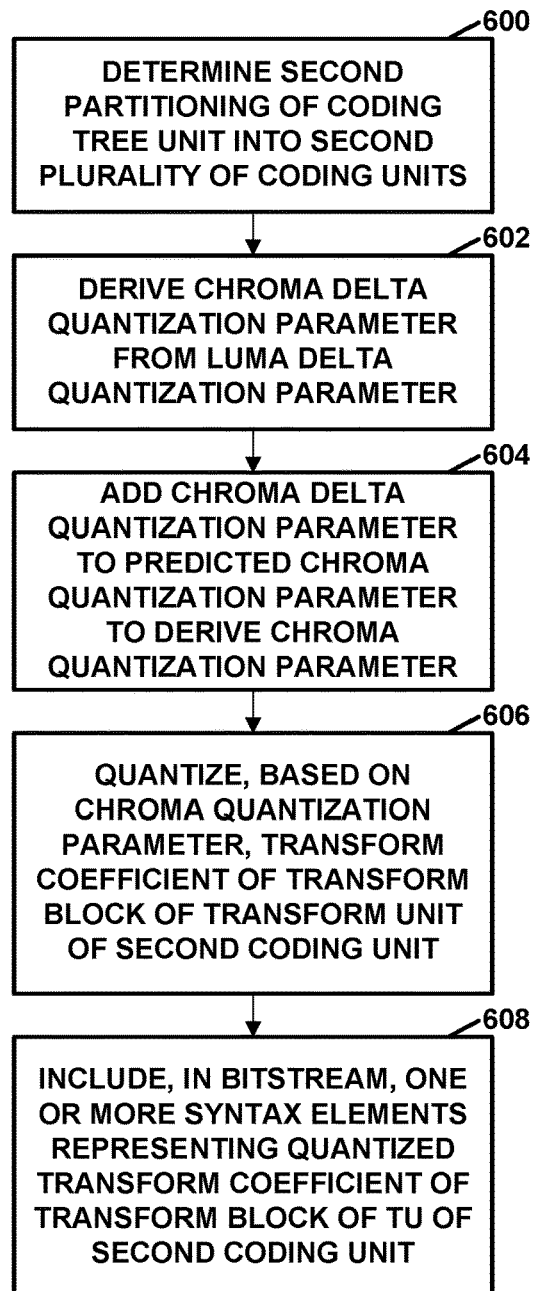 600
DETERMINE SECOND
PARTITIONING OF CODING
TREE UNIT INTO SECOND
PLURALITY OF CODING UNITS
602
DERIVE CHROMA DELTA
QUANTIZATION PARAMETER
FROM LUMA DELTA
QUANTIZATION PARAMETER
604
ADD CHROMA DELTA
QUANTIZATION PARAMETER
TO PREDICTED CHROMA
QUANTIZATION PARAMETER
TO DERIVE CHROMA
QUANTIZATION PARAMETER
606
QUANTIZE, BASED ON
CHROMA QUANTIZATION
PARAMETER, TRANSFORM
COEFFICIENT OF TRANSFORM
BLOCK OF TRANSFORM UNIT
OF SECOND CODING UNIT
608
INCLUDE, IN BITSTREAM, ONE
OR MORE SYNTAX ELEMENTS
REPRESENTING QUANTIZED
TRANSFORM COEFFICIENT OF
TRANSFORM BLOCK OF TU OF
SECOND CODING UNIT